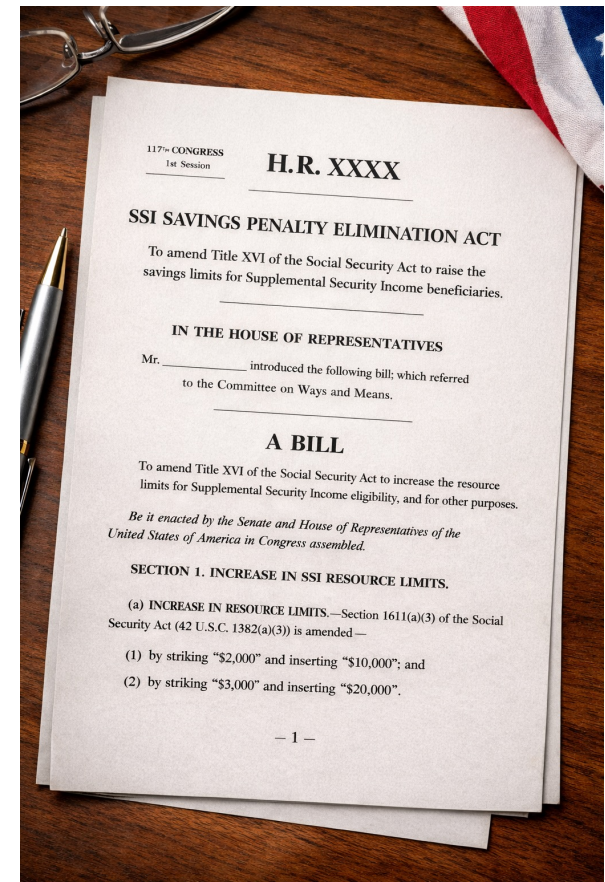 117TH CONGRESS
1st Session
H.R. XXXX
SSI SAVINGS PENALTY ELIMINATION ACT
To amend Title XVI of the Social Security Act to raise the
savings limits for Supplemental Security Income beneficiaries.
IN THE HOUSE OF REPRESENTATIVES
Mr. ____________ introduced the following bill; which referred
to the Committee on Ways and Means.
A BILL
To amend Title XVI of the Social Security Act to increase the resource
limits for Supplemental Security Income eligibility, and for other purposes.
Be it enacted by the Senate and House of Representatives of the
United States of America in Congress assembled.
SECTION 1. INCREASE IN SSI RESOURCE LIMITS.
(a) INCREASE IN RESOURCE LIMITS.—Section 1611(a)(3) of the Social
Security Act (42 U.S.C. 1382(a)(3)) is amended —
(1) by striking “$2,000” and inserting “$10,000”; and
(2) by striking “$3,000” and inserting “$20,000”.
— 1 —